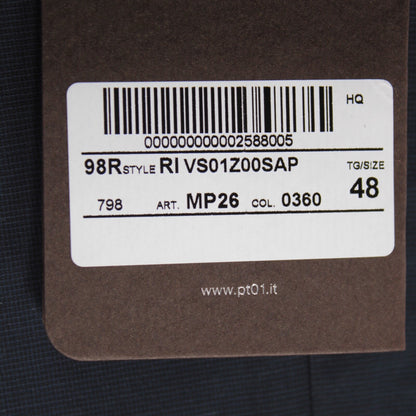 HQ
000000000002588005
98R STYLE RI VS01Z00SAP TG/SIZE
798 ART. MP26 COL. 0360 48
www.pt01.it